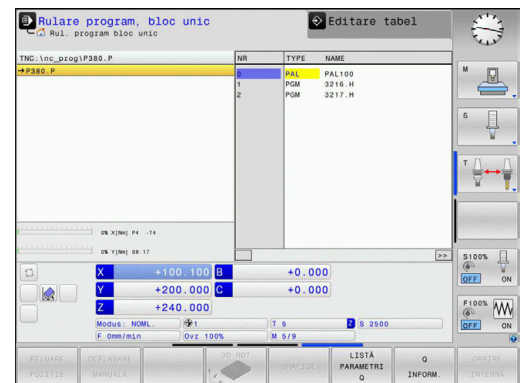 Rulare program, bloc unic
Rul. program bloc unic
Editare tabel
TNC:\nc_prog\P380.P
→P380.P
NR TYPE NAME
0 PAL PAL100
1 PGM 3216.H
2 PGM 3217.H
M
S
T
0% X[Nm] P4 -T4
0% Y[Nm] 09:17
>>
X +100.100 B +0.000
Y +200.000 C +0.000
Z +240.000
Modus: NOML. 1 T 5 Z S 2500
F 0mm/min Ovr 100% M 5/9
S100%
OFF ON
F100%
OFF ON
RELUARE POZIŢIE
DEPLASARE MANUALĂ
3D ROT
LISTĂ PARAMETRI Q
Q INFORM.
OPRIRE INTERNĂ